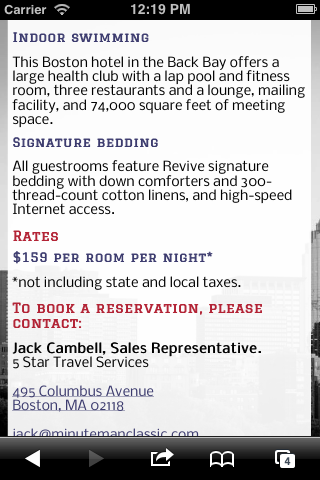 Carrier 12:19 PM
Indoor swimming
This Boston hotel in the Back Bay offers a
large health club with a lap pool and fitness
room, three restaurants and a lounge, mailing
facility, and 74,000 square feet of meeting
space.
Signature bedding
All guestrooms feature Revive signature
bedding with down comforters and 300-
thread-count cotton linens, and high-speed
Internet access.
Rates
$159 per room per night*
*not including state and local taxes.
To book a reservation, please
contact:
Jack Cambell, Sales Representative.
5 Star Travel Services
495 Columbus Avenue
Boston, MA 02118
jack@minutemanclassic.com
4